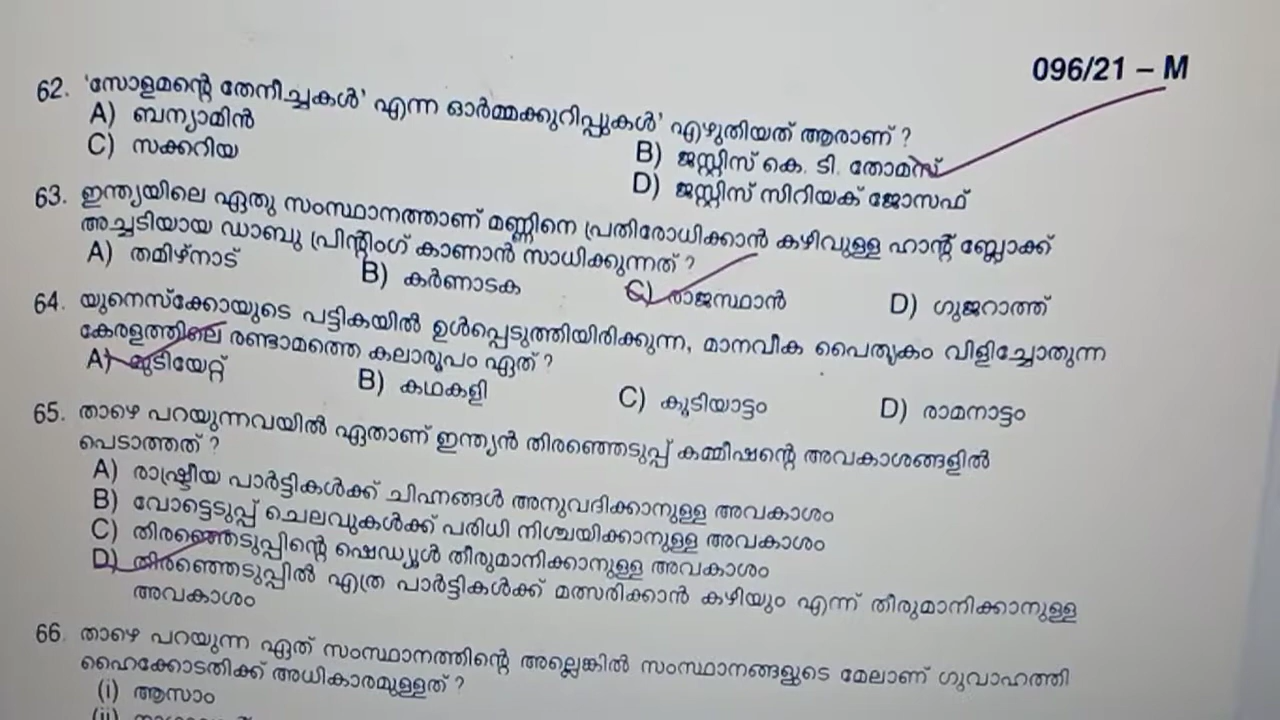 096/21 – M
62. 'സോളമന്റെ തേനീച്ചകൾ' എന്ന ഓർമ്മക്കുറിപ്പുകൾ' എഴുതിയത് ആരാണ് ?
A) ബന്യാമിൻ
B) ജസ്റ്റിസ് കെ. ടി. തോമസ്
C) സക്കറിയ
D) ജസ്റ്റിസ് സിറിയക് ജോസഫ്
63. ഇന്ത്യയിലെ ഏതു സംസ്ഥാനത്താണ് മണ്ണിനെ പ്രതിരോധിക്കാൻ കഴിവുള്ള ഹാന്റ് ബ്ലോക്ക്
അച്ചടിയായ ഡാബു പ്രിന്റിംഗ് കാണാൻ സാധിക്കുന്നത് ?
A) തമിഴ്നാട് B) കർണാടക C) രാജസ്ഥാൻ D) ഗുജറാത്ത്
64. യുനെസ്ക്കോയുടെ പട്ടികയിൽ ഉൾപ്പെടുത്തിയിരിക്കുന്ന, മാനവീക പൈതൃകം വിളിച്ചോതുന്ന
കേരളത്തിലെ രണ്ടാമത്തെ കലാരൂപം ഏത് ?
A) മുടിയേറ്റ് B) കഥകളി C) കൂടിയാട്ടം D) രാമനാട്ടം
65. താഴെ പറയുന്നവയിൽ ഏതാണ് ഇന്ത്യൻ തിരഞ്ഞെടുപ്പ് കമ്മീഷന്റെ അവകാശങ്ങളിൽ
പെടാത്തത് ?
A) രാഷ്ട്രീയ പാർട്ടികൾക്ക് ചിഹ്നങ്ങൾ അനുവദിക്കാനുള്ള അവകാശം
B) വോട്ടെടുപ്പ് ചെലവുകൾക്ക് പരിധി നിശ്ചയിക്കാനുള്ള അവകാശം
C) തിരഞ്ഞെടുപ്പിന്റെ ഷെഡ്യൂൾ തീരുമാനിക്കാനുള്ള അവകാശം
D) തിരഞ്ഞെടുപ്പിൽ എത്ര പാർട്ടികൾക്ക് മത്സരിക്കാൻ കഴിയും എന്ന് തീരുമാനിക്കാനുള്ള
അവകാശം
66. താഴെ പറയുന്ന ഏത് സംസ്ഥാനത്തിന്റെ അല്ലെങ്കിൽ സംസ്ഥാനങ്ങളുടെ മേലാണ് ഗുവാഹത്തി
ഹൈക്കോടതിക്ക് അധികാരമുള്ളത് ?
(i) ആസാം
(ii)